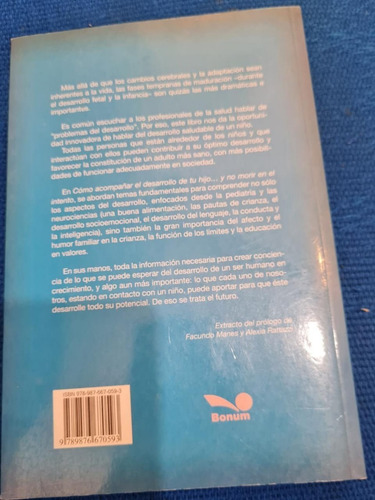 Más allá de que los cambios cerebrales y la adaptación sean
inherentes a la vida, las fases tempranas de maduración -durante
el desarrollo fetal y la infancia- son quizás las más dramáticas e
importantes.
Es común escuchar a los profesionales de la salud hablar de
"problemas del desarrollo". Por eso, este libro nos da la oportuni-
dad innovadora de hablar del desarrollo saludable de un niño.
Todas las personas que están alrededor de los niños y que
interactúan con ellos pueden contribuir a su óptimo desarrollo y
favorecer la constitución de un adulto más sano, con más posibili-
dades de funcionar adecuadamente en sociedad.
En Cómo acompañar el desarrollo de tu hijo... y no morir en el
intento, se abordan temas fundamentales para comprender no sólo
los aspectos del desarrollo, enfocados desde la pediatría y las
neurociencias (una buena alimentación, las pautas de crianza, el
desarrollo socioemocional, el desarrollo del lenguaje, la conducta y
la inteligencia), sino también la gran importancia del afecto y el
humor familiar en la crianza, la función de los límites y la educación
en valores.
En sus manos, toda la información necesaria para crear concien-
cia de lo que se puede esperar del desarrollo de un ser humano en
crecimiento, y algo aun más importante: lo que cada uno de noso-
tros, estando en contacto con un niño, puede aportar para que éste
desarrolle todo su potencial. De eso se trata el futuro.
Extracto del prólogo de
Facundo Manes y Alexia Rattazzi
ISBN 978-987-667-059-3
9 789876 670593
Bonum